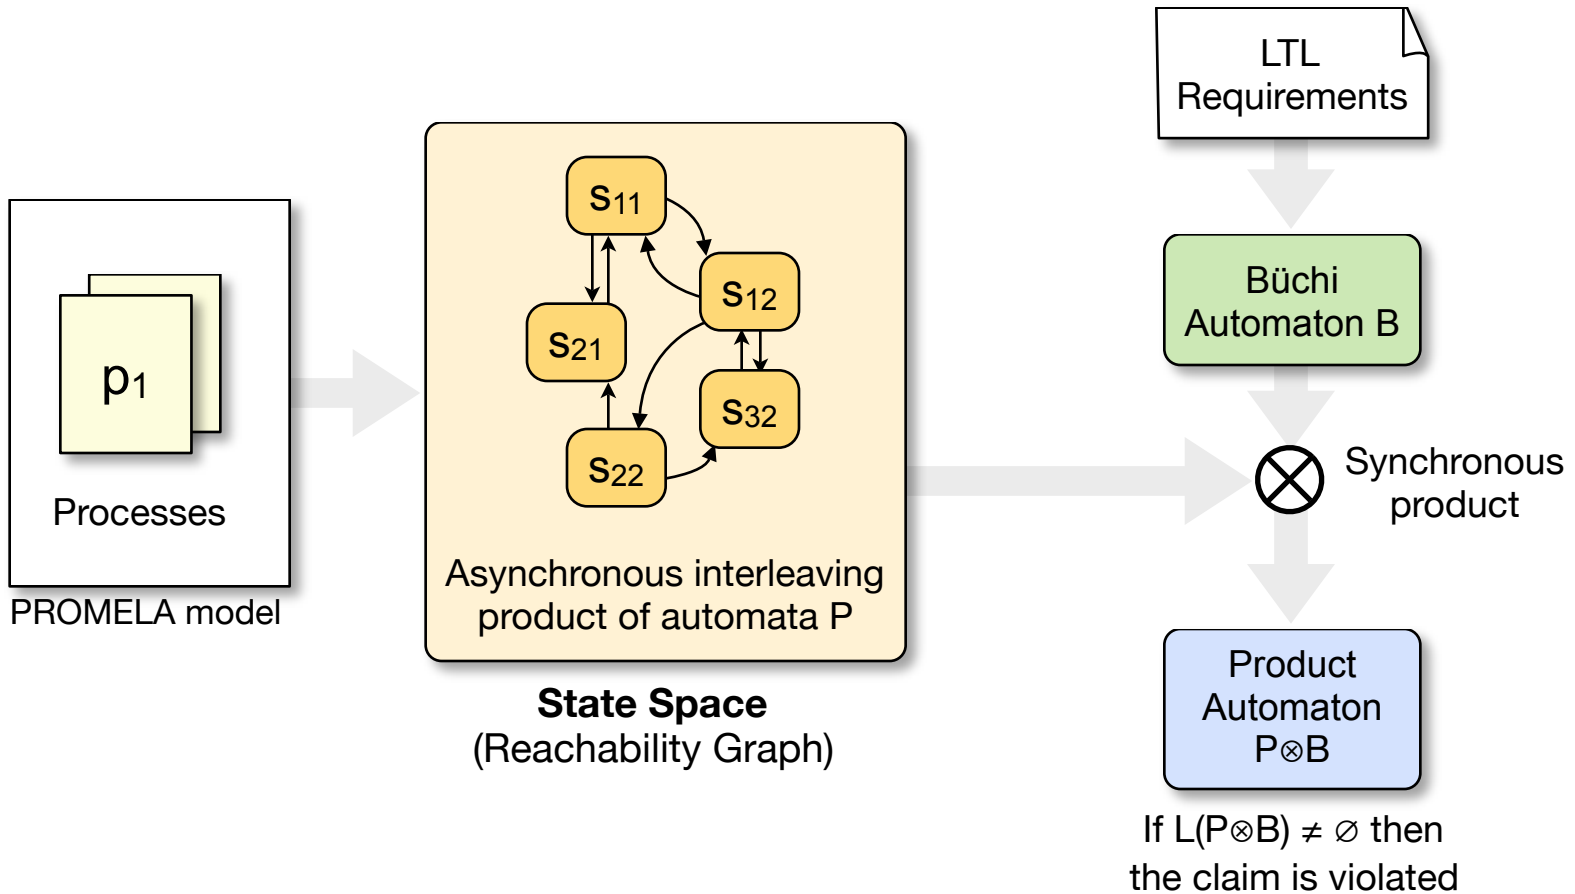 p1
Processes
PROMELA model
s11
s12
s21
s32
s22
Asynchronous interleaving
product of automata P
State Space
(Reachability Graph)
LTL
Requirements
Büchi
Automaton B
Synchronous
product
Product
Automaton
P⊗B
If L(P⊗B) ≠ ∅ then
the claim is violated